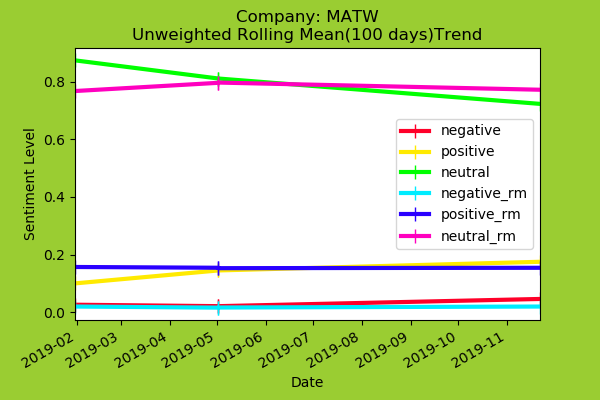 Company: MATW
Unweighted Rolling Mean(100 days)Trend
Sentiment Level
0.8
0.6
0.4
0.2
0.0
negative
positive
neutral
negative_rm
positive_rm
neutral_rm
2019-02
2019-03
2019-04
2019-05
2019-06
2019-07
2019-08
2019-09
2019-10
2019-11
Date